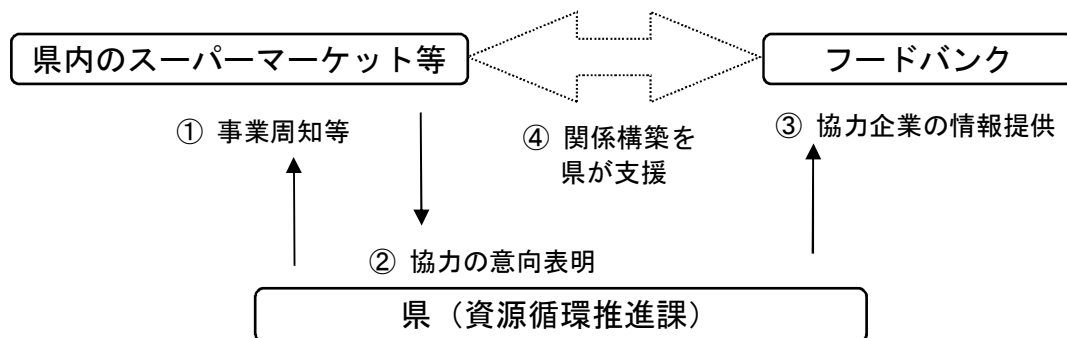 県内のスーパーマーケット等
フードバンク
① 事業周知等
③ 協力企業の情報提供
④ 関係構築を
県が支援
② 協力の意向表明
県（資源循環推進課）